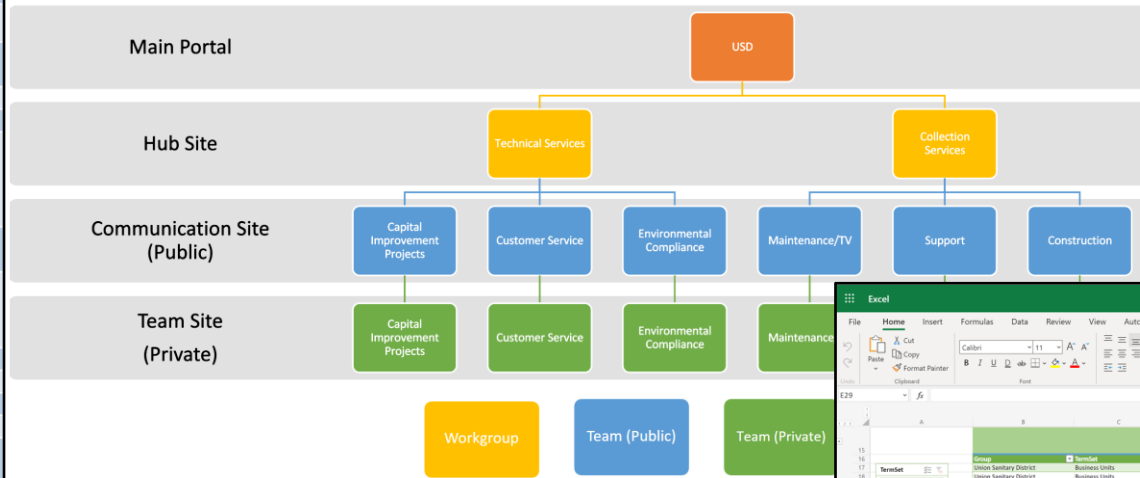 Main Portal
USD
Hub Site
Technical Services
Collection
Services
Communication Site
(Public)
Capital
Improvement
Projects
Customer Service
Environmental
Compliance
Maintenance/TV
Support
Construction
Team Site
(Private)
Capital
Improvement
Projects
Customer Service
Environmental
Compliance
Maintenance
Workgroup
Team (Public)
Team (Private)
Excel
File Home Insert Formulas Data Review View Auto
Undo
Paste
Cut
Copy
Format Painter
Clipboard
Calibri 11 A A
B I U D ab A
Font
E29 fx
A B C
15
16 Group TermSet
17 TermSet Union Sanitary District Business Units
18 Union Sanitary District Business Units